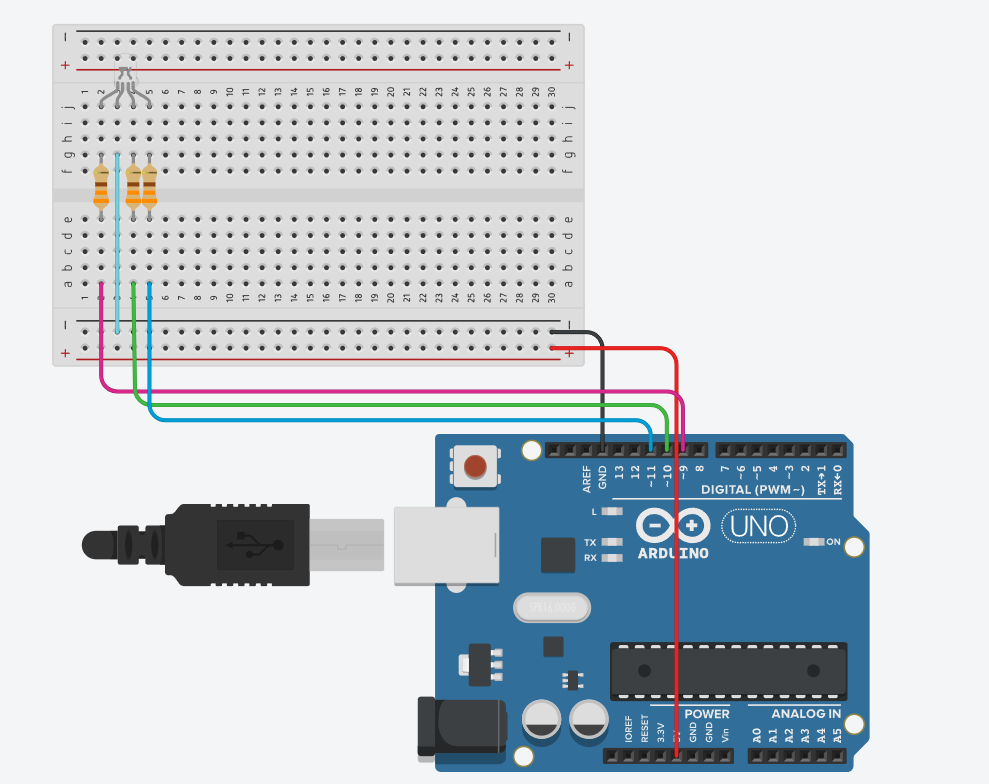 − −
+ +
1 2 3 4 5 6 7 8 9 10 11 12 13 14 15 16 17 18 19 20 21 22 23 24 25 26 27 28 29 30
j j
i i
h h
g g
f f
e e
d d
c c
b b
a a
1 2 3 4 5 6 7 8 9 10 11 12 13 14 15 16 17 18 19 20 21 22 23 24 25 26 27 28 29 30
− −
+ +
AREF GND 13 12 ~11 ~10 ~9 8 7 ~6 ~5 4 ~3 2 TX→1 RX←0
DIGITAL (PWM~)
L
TX
RX
ARDUINO
UNO
ON
POWER
ANALOG IN
IOREF RESET 3.3V GND GND Vin A0 A1 A2 A3 A4 A5